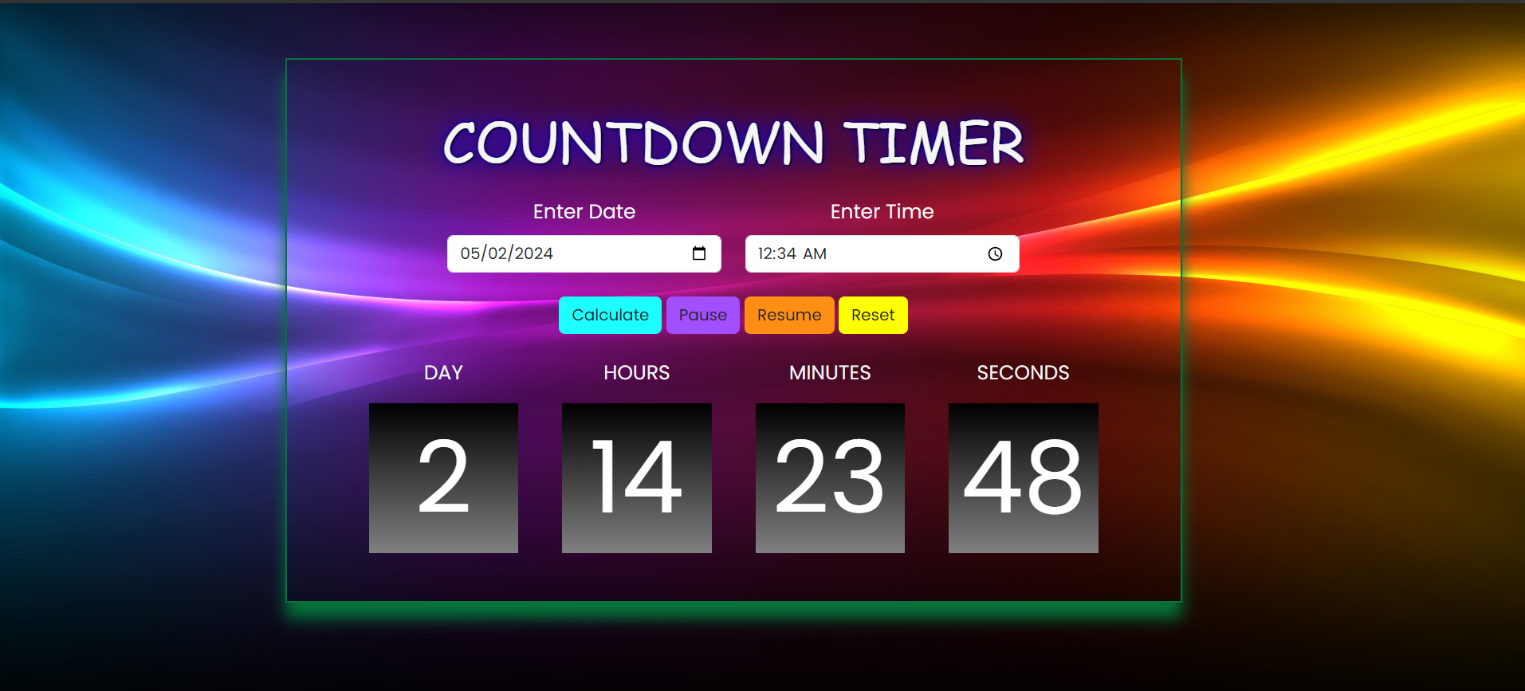 COUNTDOWN TIMER
Enter Date Enter Time
05/02/2024 12:34 AM
Calculate Pause Resume Reset
DAY HOURS MINUTES SECONDS
2 14 23 48